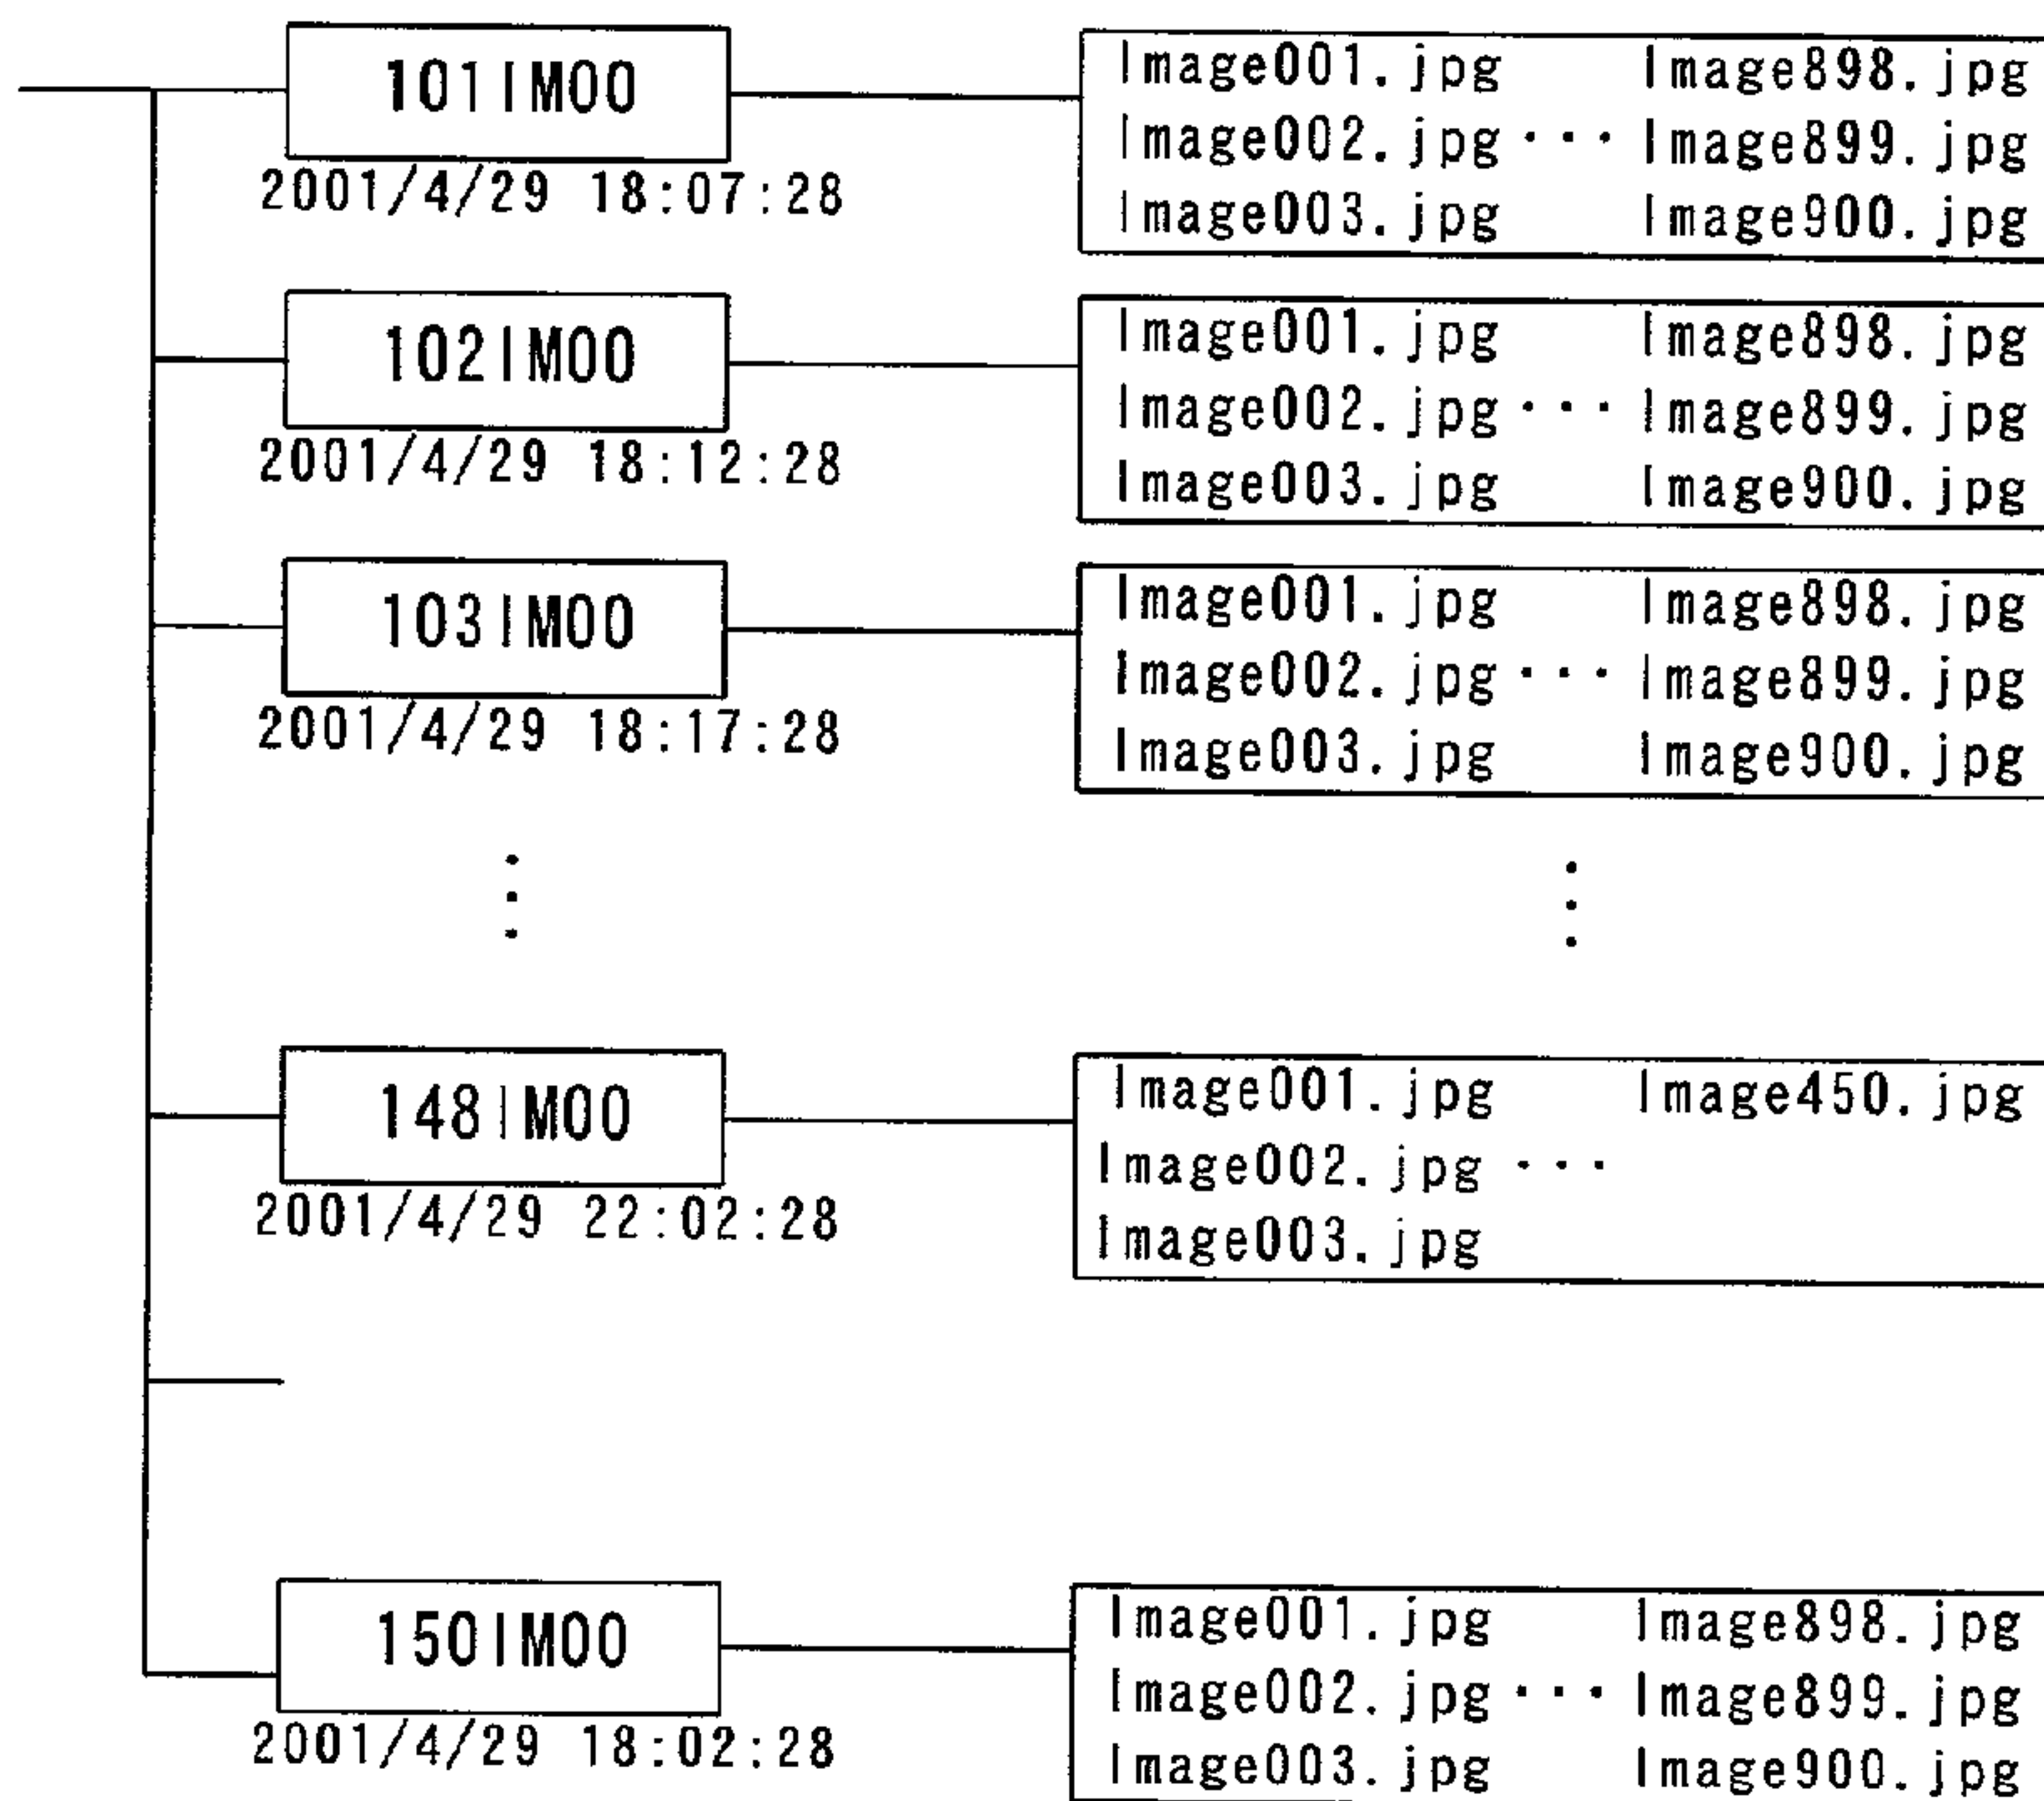 101IM00
2001/4/29 18:07:28
Image001.jpg Image898.jpg
Image002.jpg ··· Image899.jpg
Image003.jpg Image900.jpg
102IM00
2001/4/29 18:12:28
Image001.jpg Image898.jpg
Image002.jpg ··· Image899.jpg
Image003.jpg Image900.jpg
103IM00
2001/4/29 18:17:28
Image001.jpg Image898.jpg
Image002.jpg ··· Image899.jpg
Image003.jpg Image900.jpg
148IM00
2001/4/29 22:02:28
Image001.jpg Image450.jpg
Image002.jpg ···
Image003.jpg
150IM00
2001/4/29 18:02:28
Image001.jpg Image898.jpg
Image002.jpg ··· Image899.jpg
Image003.jpg Image900.jpg